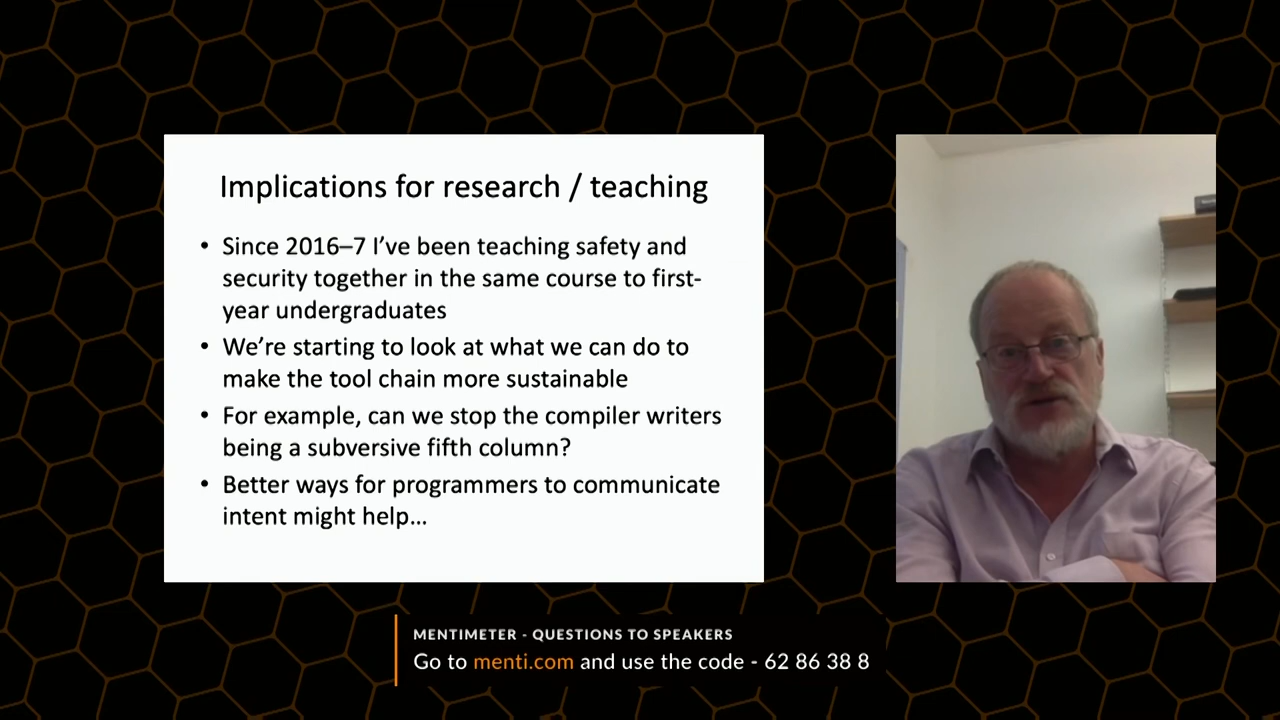 Implications for research / teaching
• Since 2016–7 I’ve been teaching safety and
security together in the same course to first-
year undergraduates
• We’re starting to look at what we can do to
make the tool chain more sustainable
• For example, can we stop the compiler writers
being a subversive fifth column?
• Better ways for programmers to communicate
intent might help…
MENTIMETER - QUESTIONS TO SPEAKERS
Go to menti.com and use the code - 62 86 38 8